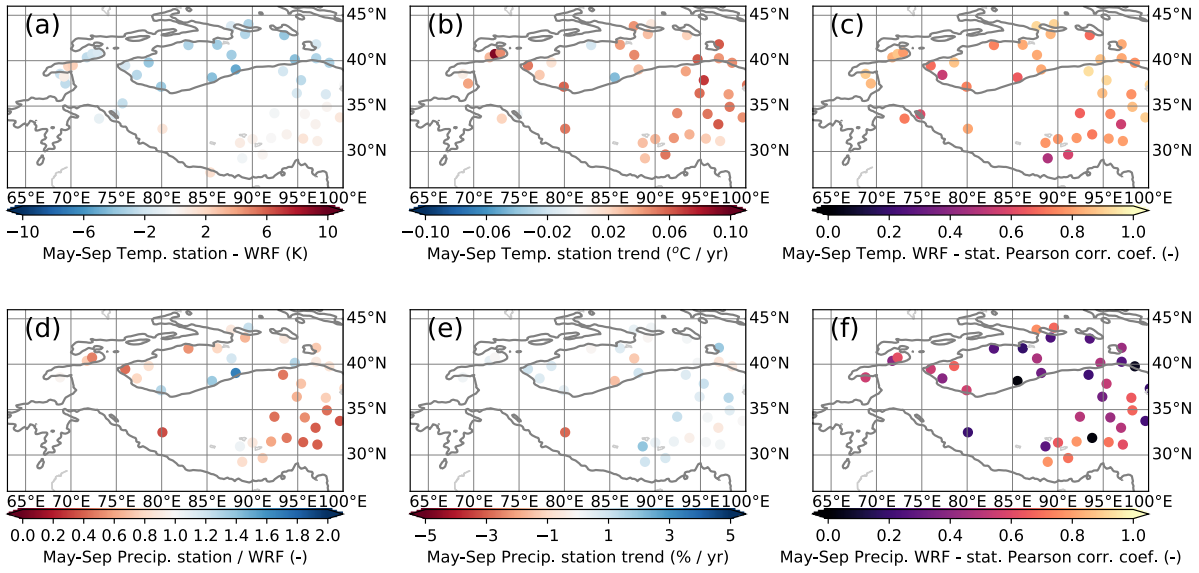 (a) (b) (c)
45°N 45°N 45°N
40°N 40°N 40°N
35°N 35°N 35°N
30°N 30°N 30°N
65°E 70°E 75°E 80°E 85°E 90°E 95°E 100°E 65°E 70°E 75°E 80°E 85°E 90°E 95°E 100°E 65°E 70°E 75°E 80°E 85°E 90°E 95°E 100°E
−10 −6 −2 2 6 10 −0.10 −0.06 −0.02 0.02 0.06 0.10 0.0 0.2 0.4 0.6 0.8 1.0
May-Sep Temp. station - WRF (K) May-Sep Temp. station trend (°C / yr) May-Sep Temp. WRF - stat. Pearson corr. coef. (-)
(d) (e) (f)
45°N 45°N 45°N
40°N 40°N 40°N
35°N 35°N 35°N
30°N 30°N 30°N
65°E 70°E 75°E 80°E 85°E 90°E 95°E 100°E 65°E 70°E 75°E 80°E 85°E 90°E 95°E 100°E 65°E 70°E 75°E 80°E 85°E 90°E 95°E 100°E
0.0 0.2 0.4 0.6 0.8 1.0 1.2 1.4 1.6 1.8 2.0 −5 −3 −1 1 3 5 0.0 0.2 0.4 0.6 0.8 1.0
May-Sep Precip. station / WRF (-) May-Sep Precip. station trend (% / yr) May-Sep Precip. WRF - stat. Pearson corr. coef. (-)